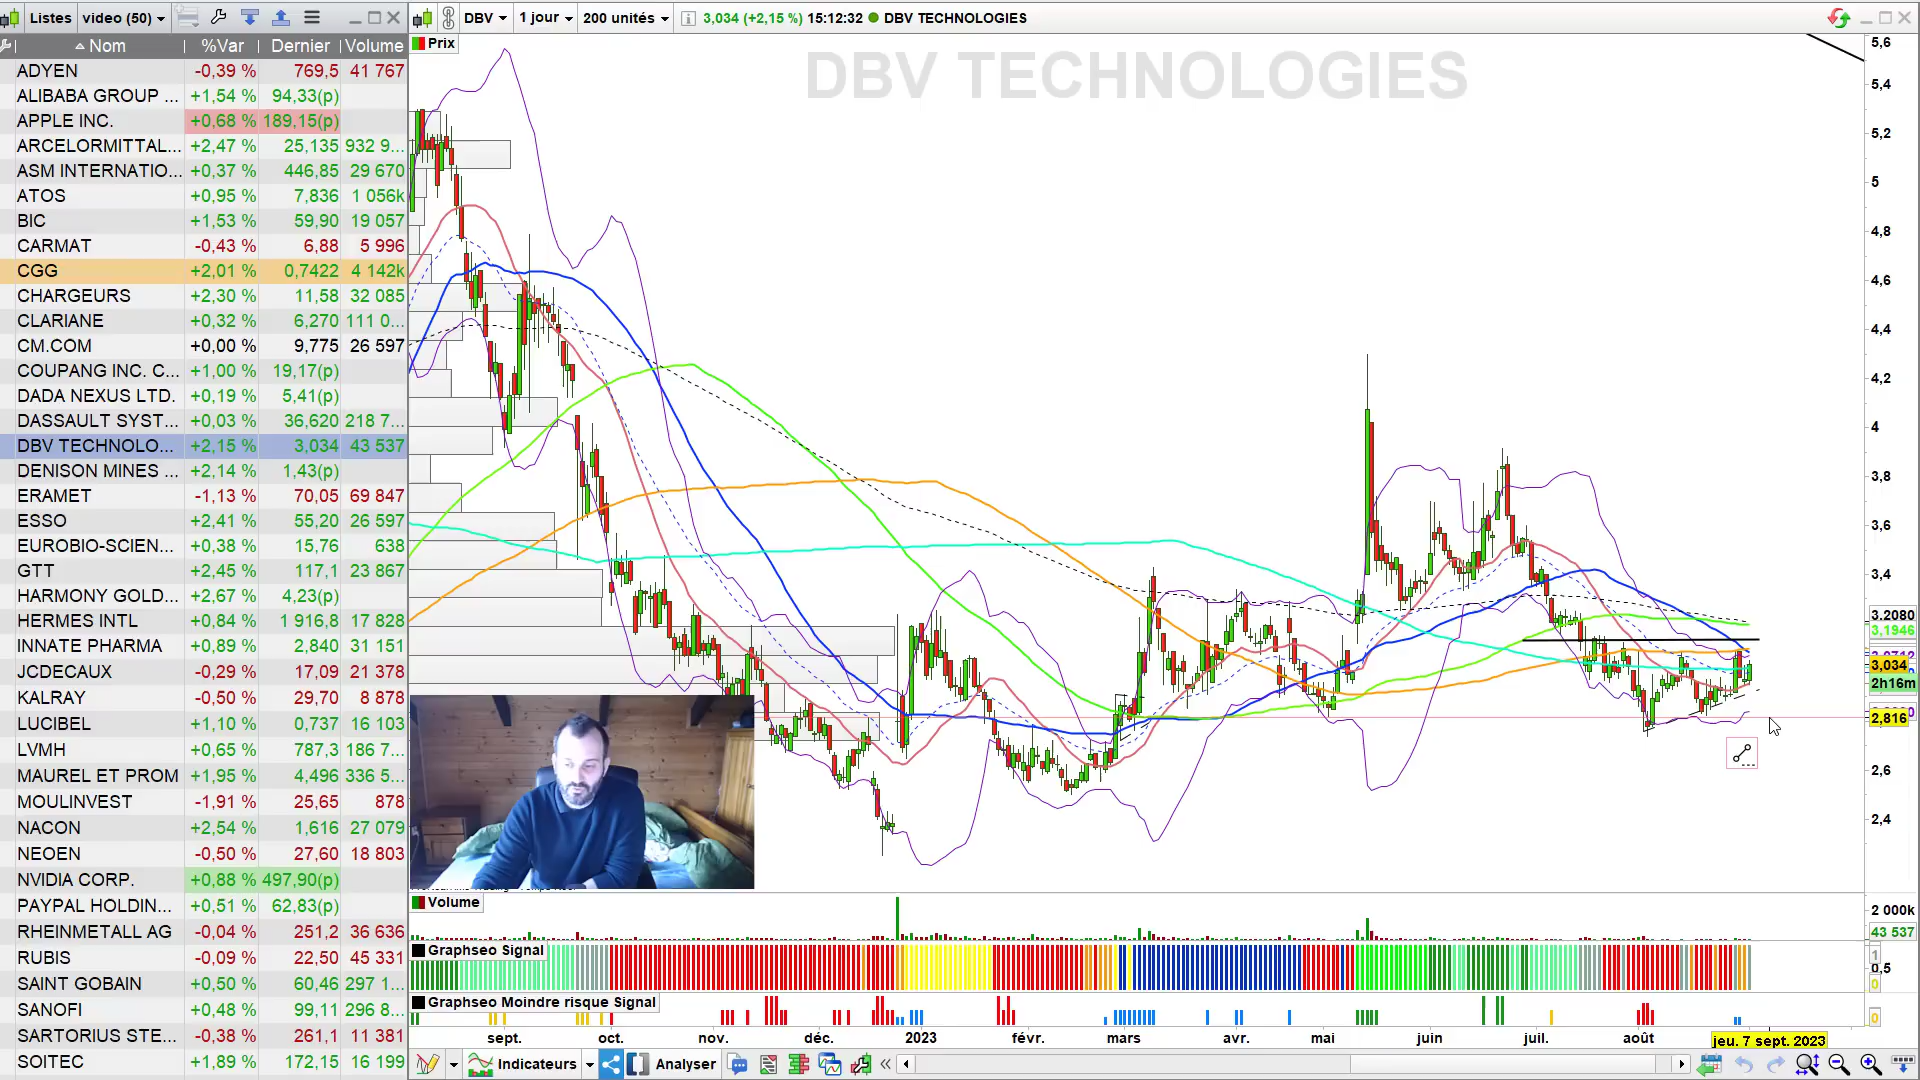 Listes video (50)
Nom %Var Dernier Volume
ADYEN -0,39 % 769,5 41 767
ALIBABA GROUP ... +1,54 % 94,33(p)
APPLE INC. +0,68 % 189,15(p)
ARCELORMITTAL... +2,47 % 25,135 932 9...
ASM INTERNATIO... +0,37 % 446,85 29 670
ATOS +0,95 % 7,836 1 056k
BIC +1,53 % 59,90 19 057
CARMAT -0,43 % 6,88 5 996
CGG +2,01 % 0,7422 4 142k
CHARGEURS +2,30 % 11,58 32 085
CLARIANE +0,32 % 6,270 111 0...
CM.COM +0,00 % 9,775 26 597
COUPANG INC. C... +1,00 % 19,17(p)
DADA NEXUS LTD. +0,19 % 5,41(p)
DASSAULT SYST... +0,03 % 36,620 218 7...
DBV TECHNOLO... +2,15 % 3,034 43 537
DENISON MINES ... +2,14 % 1,43(p)
ERAMET -1,13 % 70,05 69 847
ESSO +2,41 % 55,20 26 597
EUROBIO-SCIEN... +0,38 % 15,76 638
GTT +2,45 % 117,1 23 867
HARMONY GOLD... +2,67 % 4,23(p)
HERMES INTL +0,84 % 1 916,8 17 828
INNATE PHARMA +0,89 % 2,840 31 151
JCDECAUX -0,29 % 17,09 21 378
KALRAY -0,50 % 29,70 8 878
LUCIBEL +1,10 % 0,737 16 103
LVMH +0,65 % 787,3 186 7...
MAUREL ET PROM +1,95 % 4,496 336 5...
MOULINVEST -1,91 % 25,65 878
NACON +2,54 % 1,616 27 079
NEOEN -0,50 % 27,60 18 803
NVIDIA CORP. +0,88 % 497,90(p)
PAYPAL HOLDIN... +0,51 % 62,83(p)
RHEINMETALL AG -0,04 % 251,2 36 636
RUBIS -0,09 % 22,50 45 331
SAINT GOBAIN +0,50 % 60,46 297 1...
SANOFI +0,48 % 99,11 296 8...
SARTORIUS STE... -0,38 % 261,1 11 381
SOITEC +1,89 % 172,15 16 199
DBV 1 jour 200 unités 3,034 (+2,15 %) 15:12:32 DBV TECHNOLOGIES
Prix
DBV TECHNOLOGIES
5,6
5,4
5,2
5
4,8
4,6
4,4
4,2
4
3,8
3,6
3,4
3,2080
3,1946
3,034
2h16m
2,816
2,6
2,4
Volume
2 000k
43 537
Graphseo Signal
1
0,5
0
Graphseo Moindre risque Signal
0
sept. oct. nov. déc. 2023 févr. mars avr. mai juin juil. août jeu. 7 sept. 2023
Indicateurs Analyser